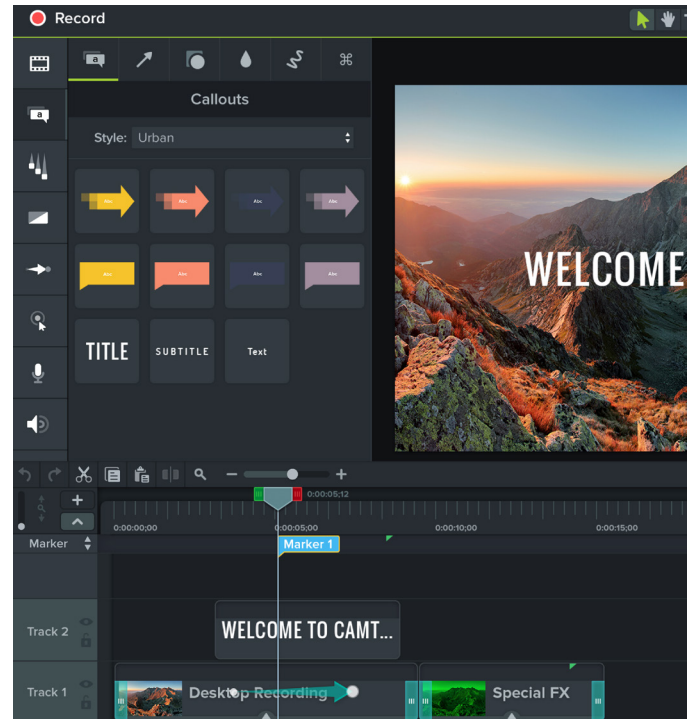 Record
a
a
Callouts
Style: Urban
Abc Abc Abc Abc
Abc Abc Abc Abc
TITLE SUBTITLE Text
WELCOME
0:00:05;12
0:00:00;00 0:00:05;00 0:00:10;00 0:00:15;00
Marker
Marker 1
Track 2
WELCOME TO CAMT...
Track 1
Desktop Recording
Special FX